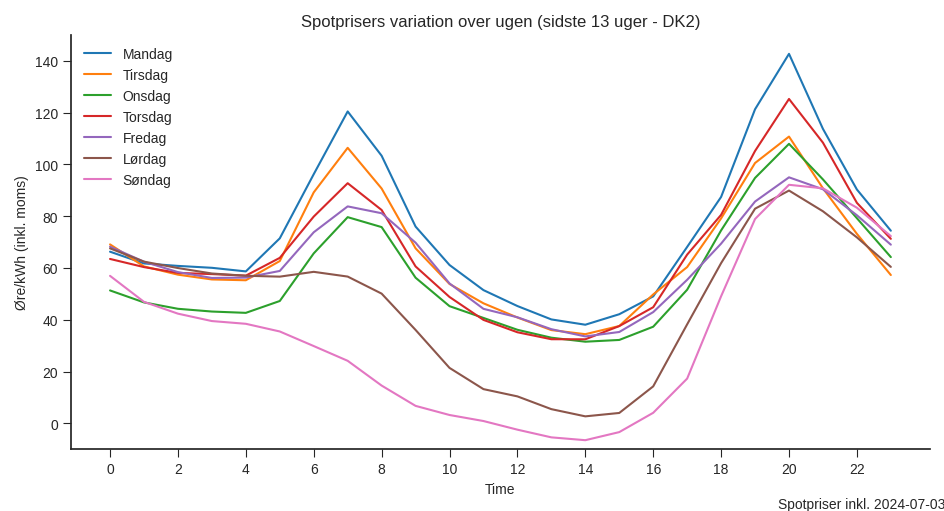 Spotprisers variation over ugen (sidste 13 uger - DK2)
Mandag
Tirsdag
Onsdag
Torsdag
Fredag
Lørdag
Søndag
140
120
100
80
60
40
20
0
Øre/kWh (inkl. moms)
0 2 4 6 8 10 12 14 16 18 20 22
Time
Spotpriser inkl. 2024-07-03